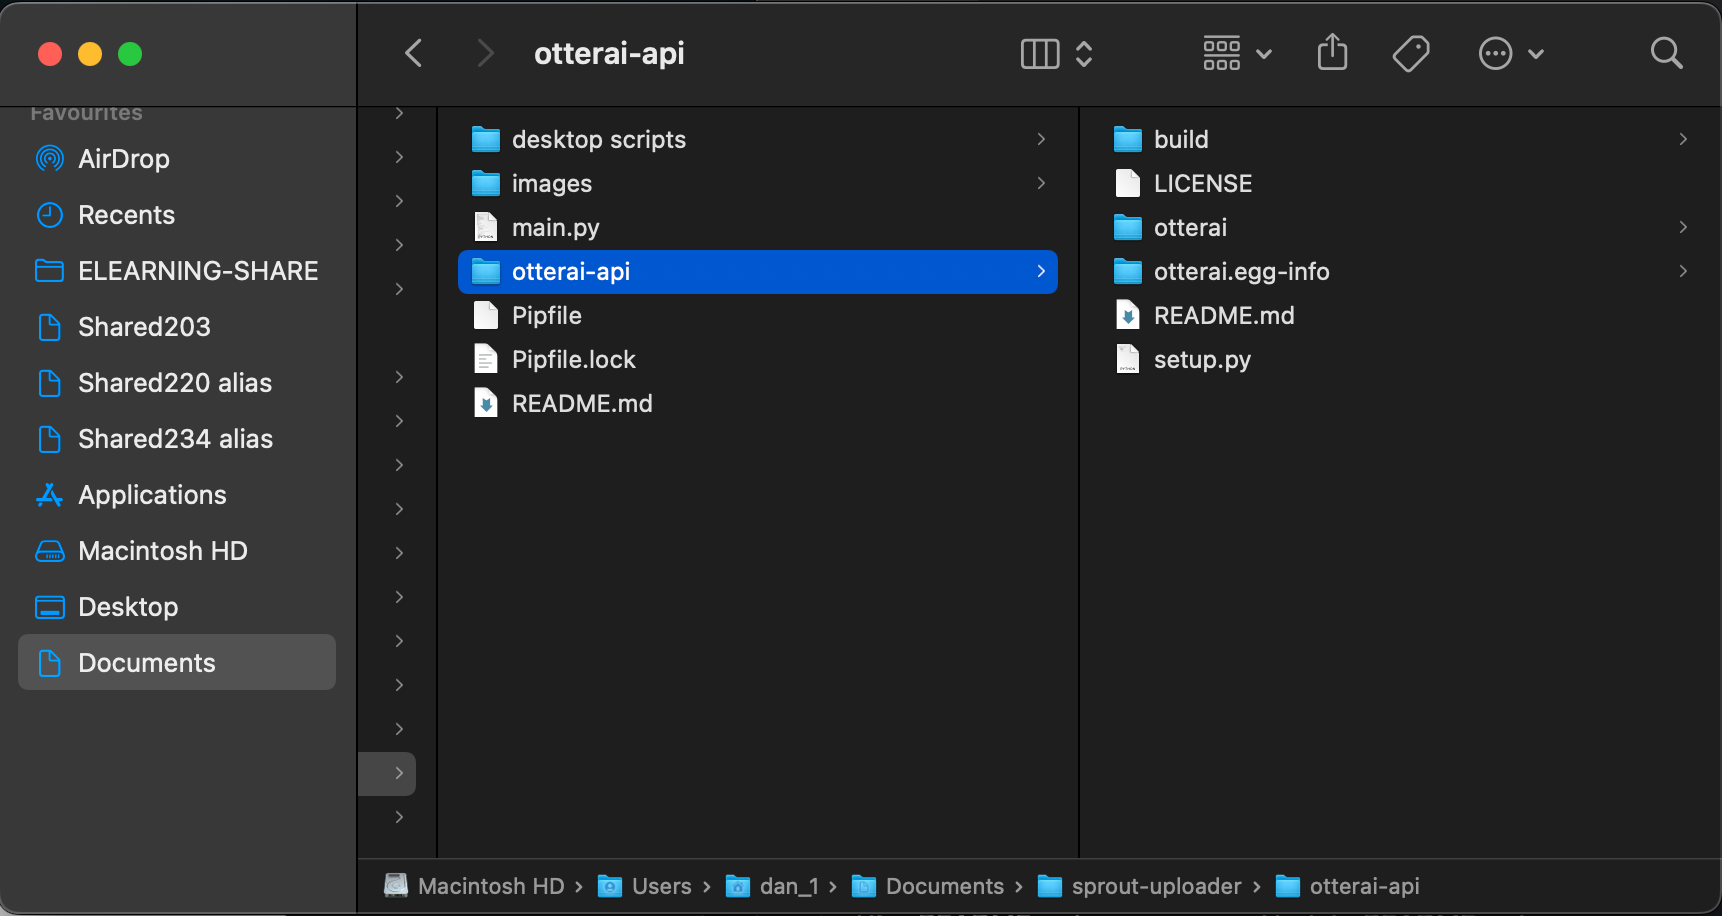 otterai-api
Favourites
AirDrop
Recents
ELEARNING-SHARE
Shared203
Shared220 alias
Shared234 alias
Applications
Macintosh HD
Desktop
Documents
desktop scripts
images
main.py
otterai-api
Pipfile
Pipfile.lock
README.md
build
LICENSE
otterai
otterai.egg-info
README.md
setup.py
Macintosh HD › Users › dan_1 › Documents › sprout-uploader › otterai-api